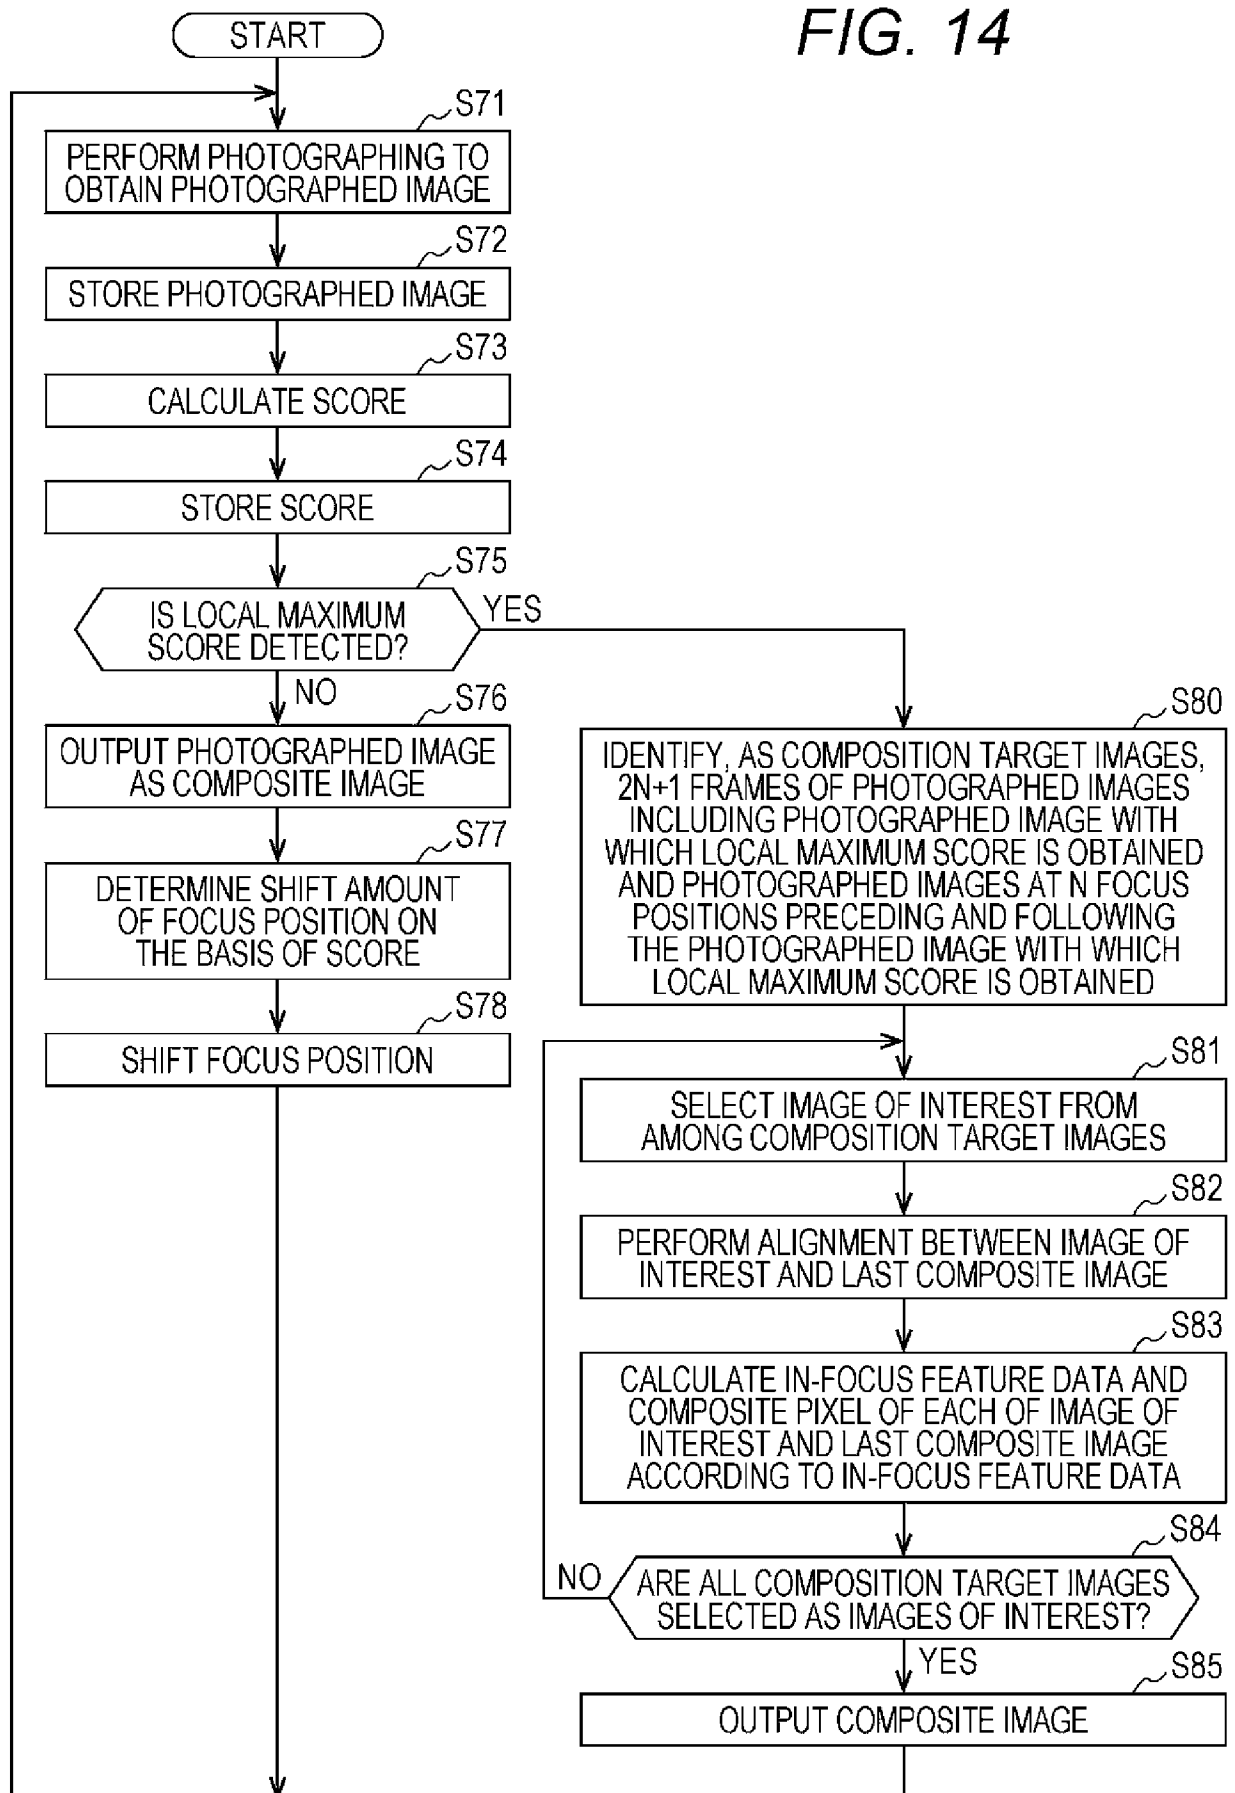 FIG. 14
START
S71
PERFORM PHOTOGRAPHING TO
OBTAIN PHOTOGRAPHED IMAGE
S72
STORE PHOTOGRAPHED IMAGE
S73
CALCULATE SCORE
S74
STORE SCORE
S75
IS LOCAL MAXIMUM
SCORE DETECTED?
YES
NO
S76
OUTPUT PHOTOGRAPHED IMAGE
AS COMPOSITE IMAGE
S77
DETERMINE SHIFT AMOUNT
OF FOCUS POSITION ON
THE BASIS OF SCORE
S78
SHIFT FOCUS POSITION
S80
IDENTIFY, AS COMPOSITION TARGET IMAGES,
2N+1 FRAMES OF PHOTOGRAPHED IMAGES
INCLUDING PHOTOGRAPHED IMAGE WITH
WHICH LOCAL MAXIMUM SCORE IS OBTAINED
AND PHOTOGRAPHED IMAGES AT N FOCUS
POSITIONS PRECEDING AND FOLLOWING
THE PHOTOGRAPHED IMAGE WITH WHICH
LOCAL MAXIMUM SCORE IS OBTAINED
S81
SELECT IMAGE OF INTEREST FROM
AMONG COMPOSITION TARGET IMAGES
S82
PERFORM ALIGNMENT BETWEEN IMAGE OF
INTEREST AND LAST COMPOSITE IMAGE
S83
CALCULATE IN-FOCUS FEATURE DATA AND
COMPOSITE PIXEL OF EACH OF IMAGE OF
INTEREST AND LAST COMPOSITE IMAGE
ACCORDING TO IN-FOCUS FEATURE DATA
S84
NO
ARE ALL COMPOSITION TARGET IMAGES
SELECTED AS IMAGES OF INTEREST?
YES
S85
OUTPUT COMPOSITE IMAGE